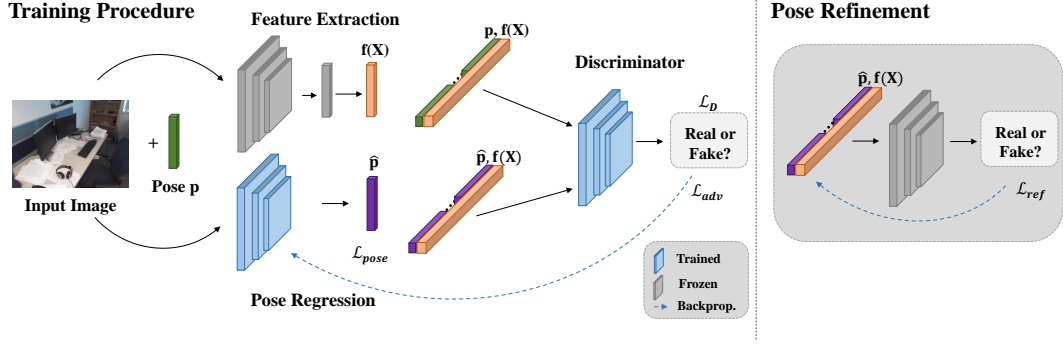 Training Procedure
Feature Extraction
f(X)
p, f(X)
Discriminator
+
Pose p
Input Image
p̂
p̂, f(X)
ℒ_pose
Pose Regression
ℒ_D
Real or
Fake?
ℒ_adv
Trained
Frozen
Backprop.
Pose Refinement
p̂, f(X)
Real or
Fake?
ℒ_ref